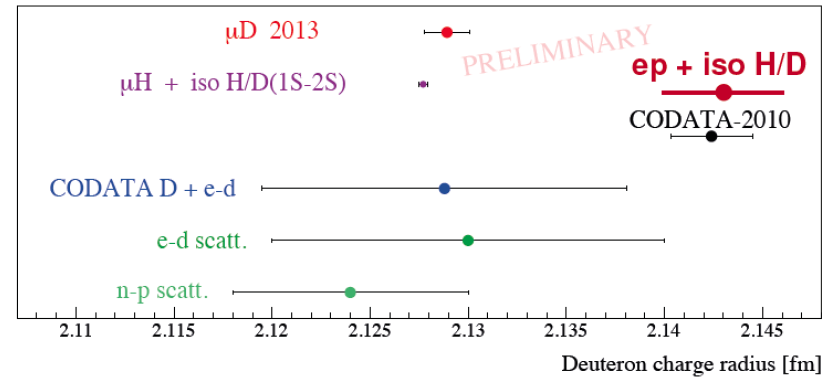 μD 2013
PRELIMINARY
ep + iso H/D
μH + iso H/D(1S-2S)
CODATA-2010
CODATA D + e-d
e-d scatt.
n-p scatt.
2.11 2.115 2.12 2.125 2.13 2.135 2.14 2.145
Deuteron charge radius [fm]